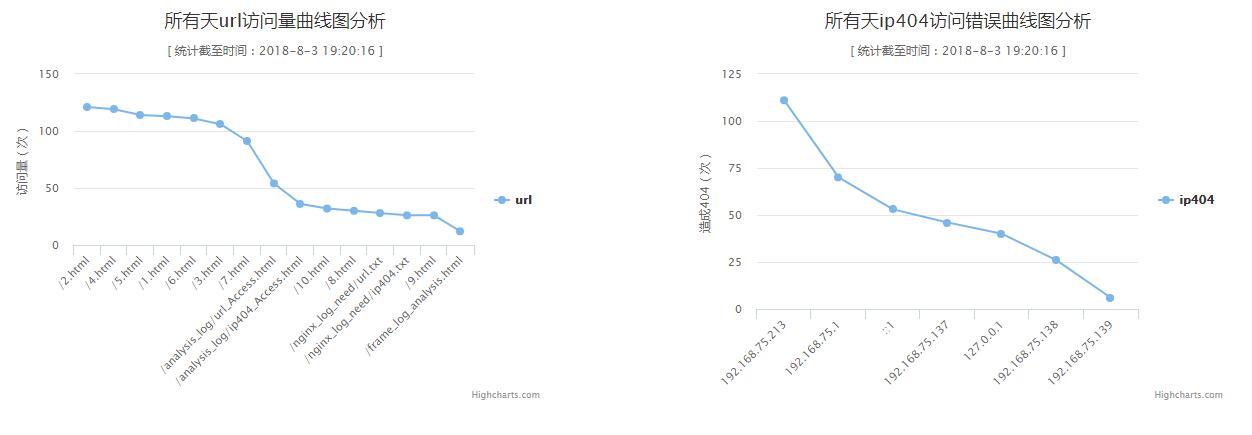 所有天url访问量曲线图分析
[ 统计截至时间：2018-8-3 19:20:16 ]
访问量（次）
150
100
50
0
/2.html
/4.html
/5.html
/1.html
/6.html
/3.html
/7.html
/analysis_log/url_Access.html
/analysis_log/ip404_Access.html
/10.html
/8.html
/nginx_log_need/url.txt
/nginx_log_need/ip404.txt
/9.html
/frame_log_analysis.html
url
Highcharts.com
所有天ip404访问错误曲线图分析
[ 统计截至时间：2018-8-3 19:20:16 ]
造成404（次）
125
100
75
50
25
0
192.168.75.213
192.168.75.1
::1
192.168.75.137
127.0.0.1
192.168.75.138
192.168.75.139
ip404
Highcharts.com